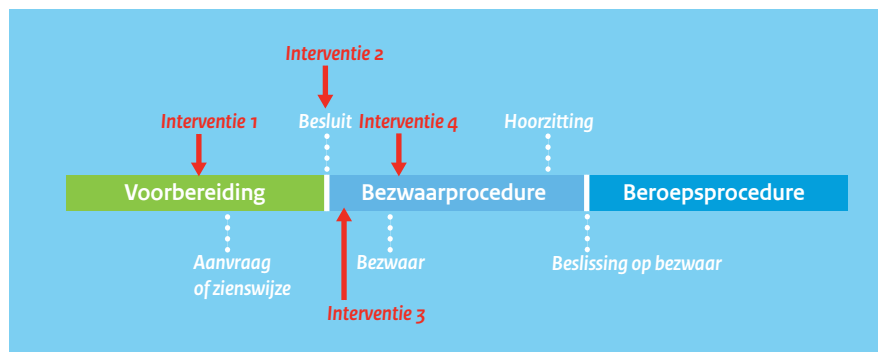 Interventie 2
Interventie 1
Besluit
Interventie 4
Hoorzitting
Voorbereiding
Bezwaarprocedure
Beroepsprocedure
Aanvraag
of zienswijze
Bezwaar
Beslissing op bezwaar
Interventie 3